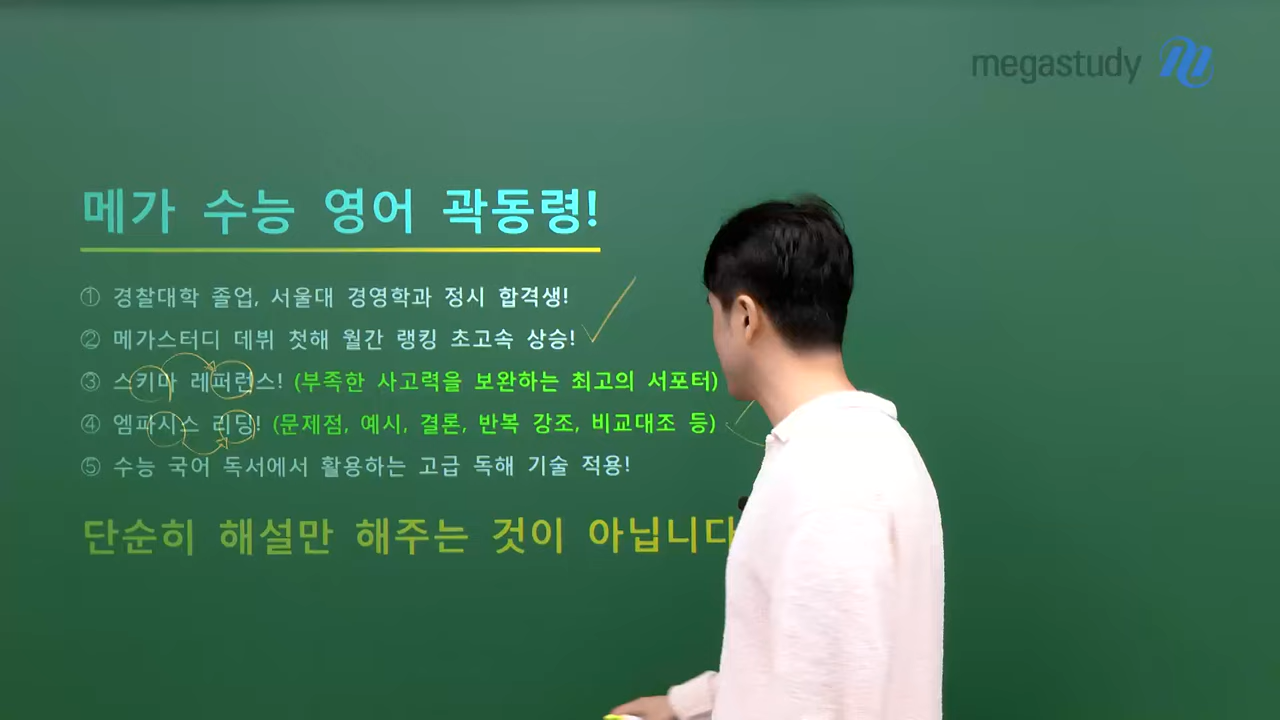 megastudy
메가 수능 영어 곽동령!
① 경찰대학 졸업, 서울대 경영학과 정시 합격생!
② 메가스터디 데뷔 첫해 월간 랭킹 초고속 상승!
③ 스키마 레퍼런스! (부족한 사고력을 보완하는 최고의 서포터)
④ 엠파시스 리딩! (문제점, 예시, 결론, 반복 강조, 비교대조 등)
⑤ 수능 국어 독서에서 활용하는 고급 독해 기술 적용!
단순히 해설만 해주는 것이 아닙니다